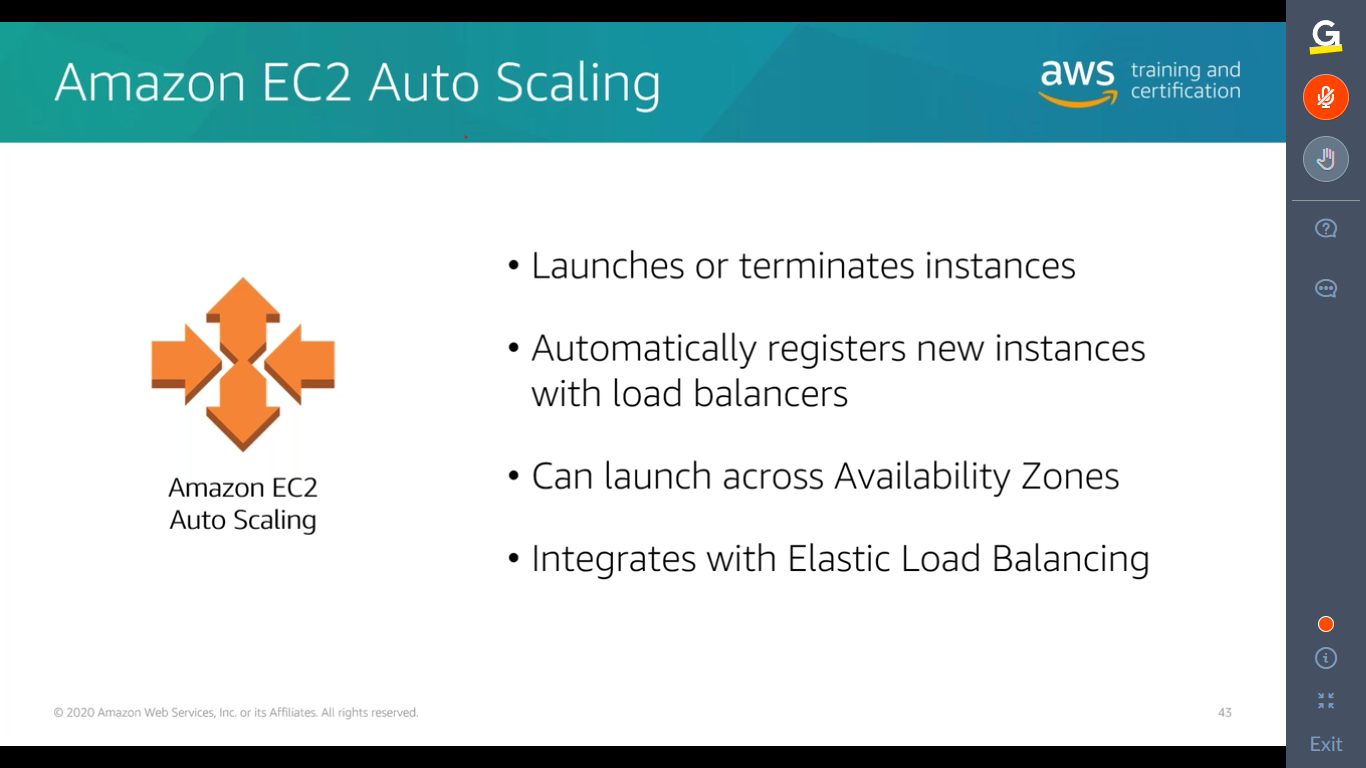 Amazon EC2 Auto Scaling
aws training and
certification
• Launches or terminates instances
• Automatically registers new instances
with load balancers
• Can launch across Availability Zones
• Integrates with Elastic Load Balancing
Amazon EC2
Auto Scaling
© 2020 Amazon Web Services, Inc. or its Affiliates. All rights reserved.
43
G
?
i
Exit